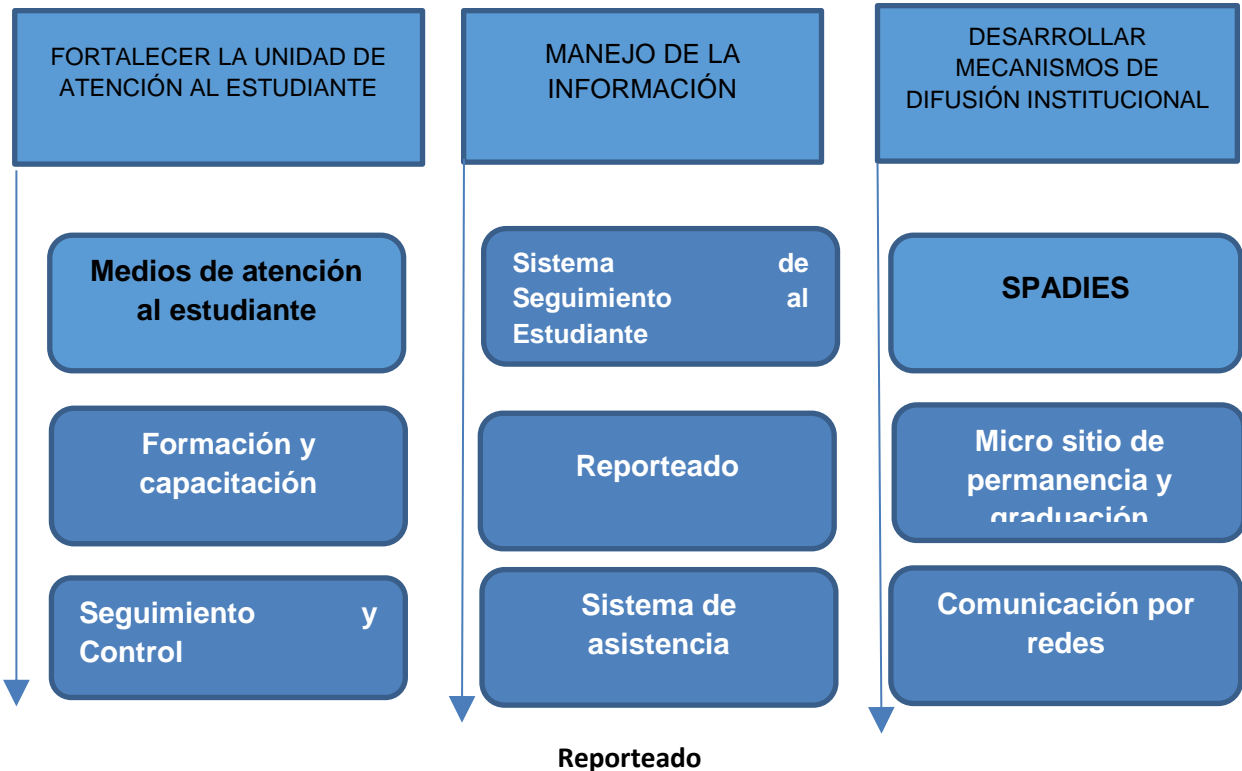 FORTALECER LA UNIDAD DE
ATENCIÓN AL ESTUDIANTE
Medios de atención
al estudiante
Formación y
capacitación
Seguimiento y
Control
MANEJO DE LA
INFORMACIÓN
Sistema de
Seguimiento al
Estudiante
Reporteado
Sistema de
asistencia
DESARROLLAR
MECANISMOS DE
DIFUSIÓN INSTITUCIONAL
SPADIES
Micro sitio de
permanencia y
graduación
Comunicación por
redes
Reporteado